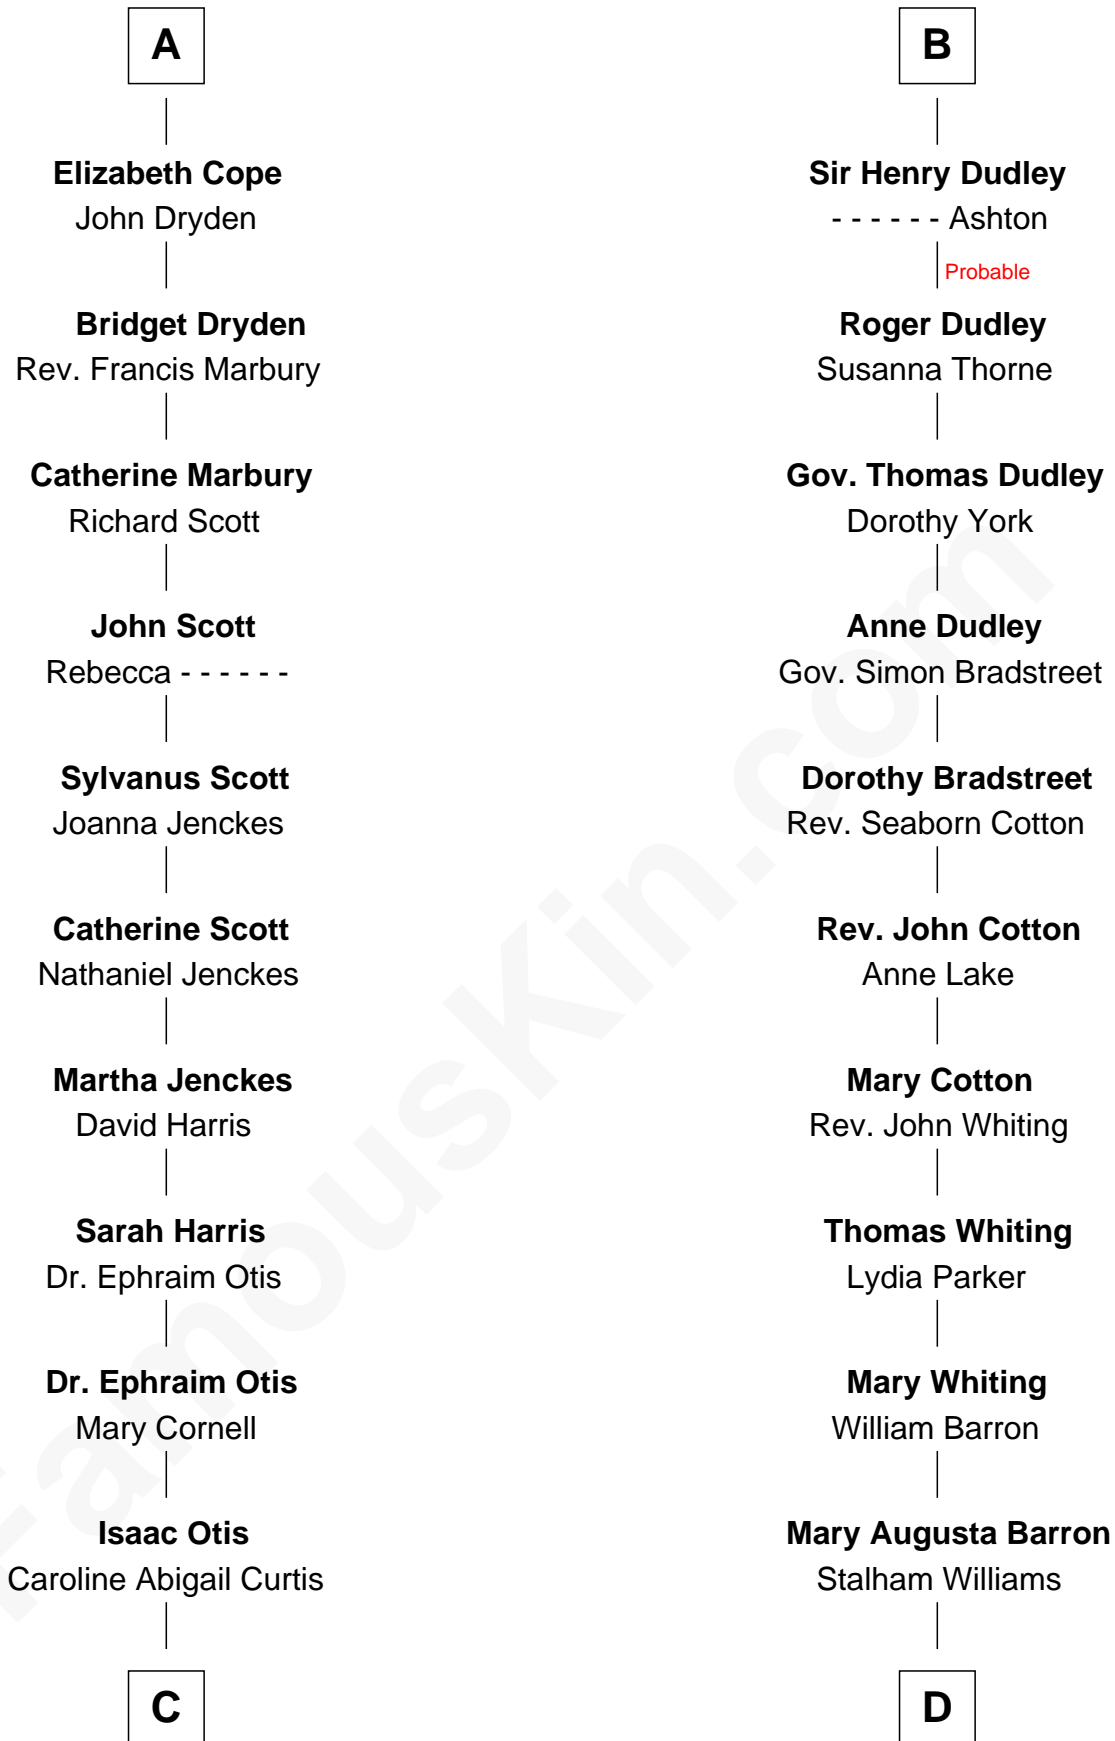 A
Elizabeth Cope
John Dryden
Bridget Dryden
Rev. Francis Marbury
Catherine Marbury
Richard Scott
John Scott
Rebecca - - - - - -
Sylvanus Scott
Joanna Jenckes
Catherine Scott
Nathaniel Jenckes
Martha Jenckes
David Harris
Sarah Harris
Dr. Ephraim Otis
Dr. Ephraim Otis
Mary Cornell
Isaac Otis
Caroline Abigail Curtis
C
B
Sir Henry Dudley
- - - - - - Ashton
Probable
Roger Dudley
Susanna Thorne
Gov. Thomas Dudley
Dorothy York
Anne Dudley
Gov. Simon Bradstreet
Dorothy Bradstreet
Rev. Seaborn Cotton
Rev. John Cotton
Anne Lake
Mary Cotton
Rev. John Whiting
Thomas Whiting
Lydia Parker
Mary Whiting
William Barron
Mary Augusta Barron
Stalham Williams
D
FamousKin.com